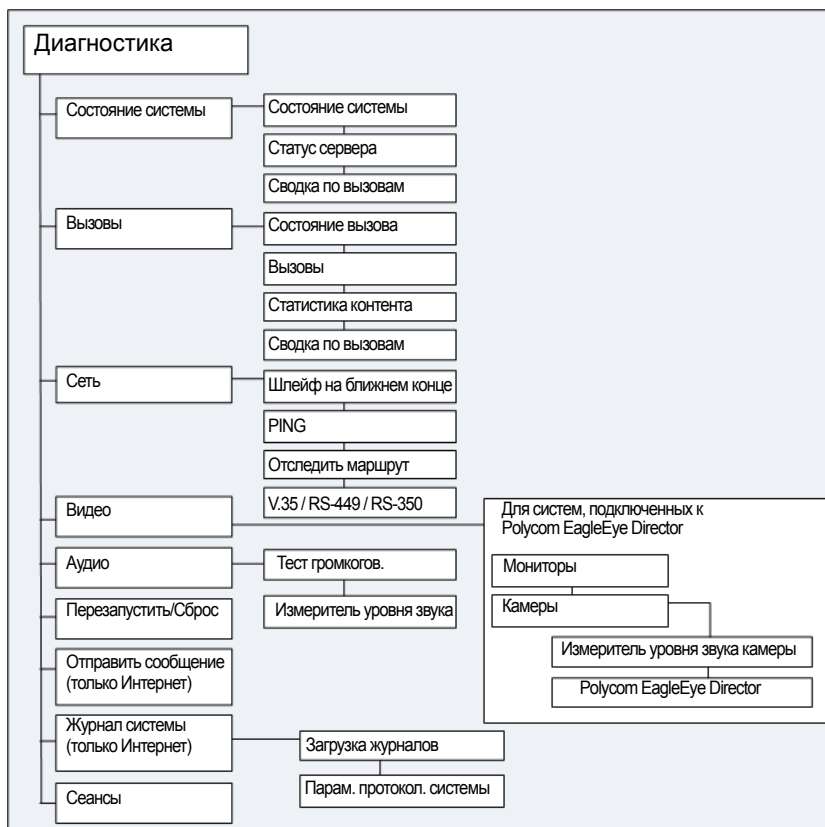 Диагностика
Состояние системы
Состояние системы
Статус сервера
Сводка по вызовам
Вызовы
Состояние вызова
Вызовы
Статистика контента
Сводка по вызовам
Сеть
Шлейф на ближнем конце
PING
Отследить маршрут
V.35 / RS-449 / RS-350
Видео
Для систем, подключенных к
Polycom EagleEye Director
Мониторы
Камеры
Измеритель уровня звука камеры
Polycom EagleEye Director
Аудио
Тест громкогов.
Измеритель уровня звука
Перезапустить/Сброс
Отправить сообщение
(только Интернет)
Журнал системы
(только Интернет)
Загрузка журналов
Парам. протокол. системы
Сеансы